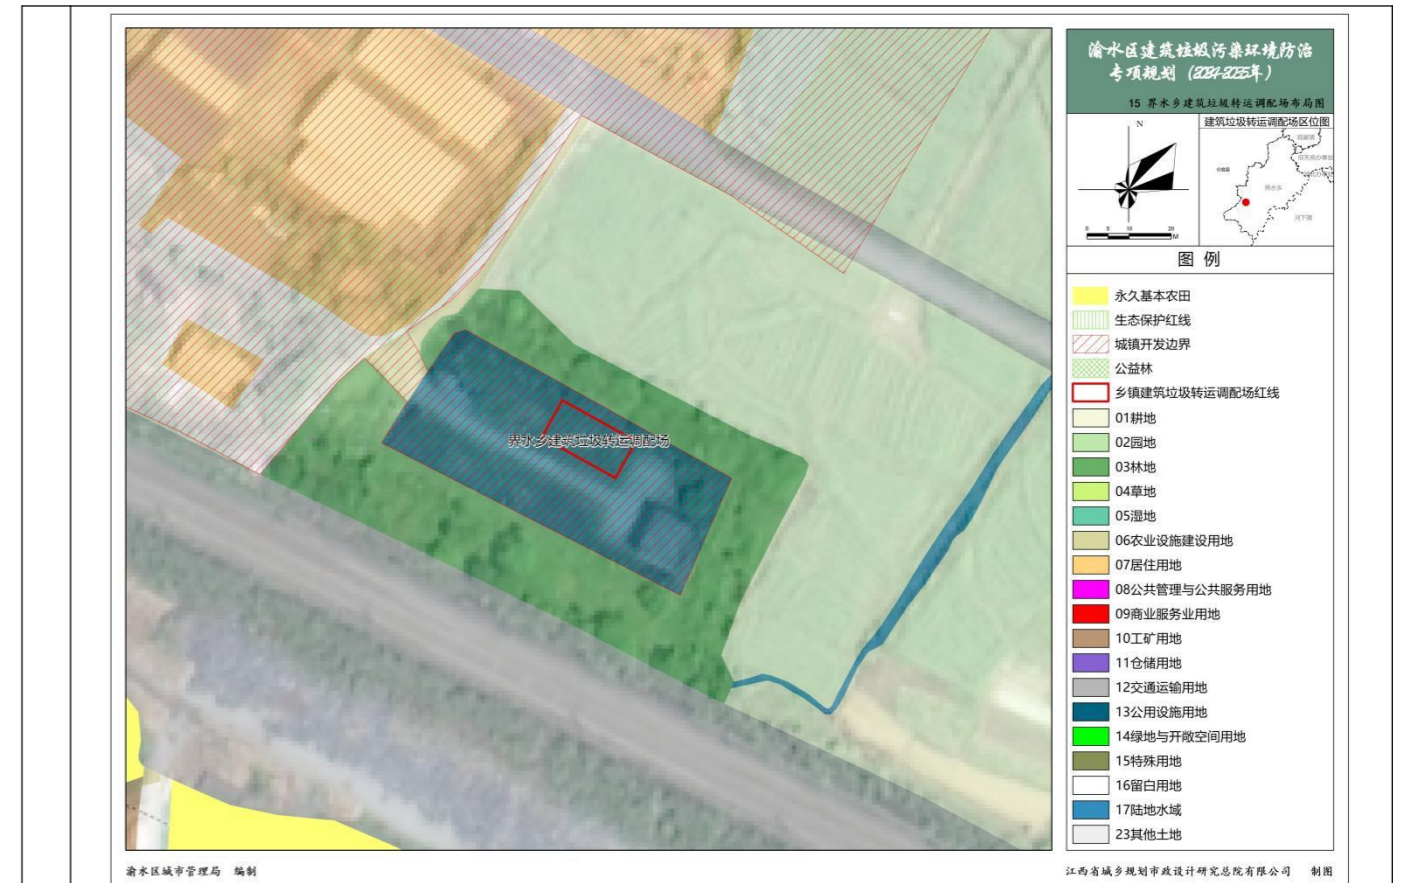 渝水区建筑垃圾污染环境防治
专项规划（2024-2035年）
15 界水乡建筑垃圾转运调配场布局图
N
建筑垃圾转运调配场区位图
界水乡
河下镇
0 5 10 20
M
图 例
永久基本农田
生态保护红线
城镇开发边界
公益林
乡镇建筑垃圾转运调配场红线
01耕地
02园地
03林地
04草地
05湿地
06农业设施建设用地
07居住用地
08公共管理与公共服务用地
09商业服务业用地
10工矿用地
11仓储用地
12交通运输用地
13公用设施用地
14绿地与开敞空间用地
15特殊用地
16留白用地
17陆地水域
23其他土地
界水乡建筑垃圾转运调配场
渝水区城市管理局 编制
江西省城乡规划市政设计研究总院有限公司 制图